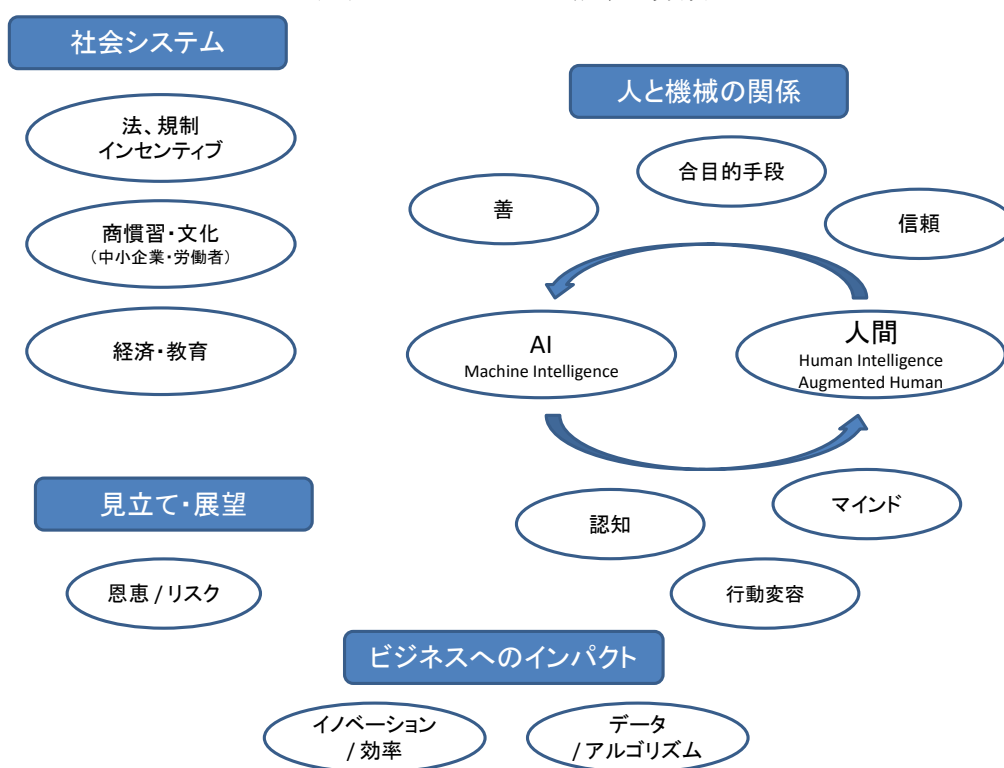 社会システム
法、規制
インセンティブ
商慣習・文化
（中小企業・労働者）
経済・教育
人と機械の関係
合目的手段
善
信頼
AI
Machine Intelligence
人間
Human Intelligence
Augmented Human
認知
マインド
行動変容
見立て・展望
恩恵 / リスク
ビジネスへのインパクト
イノベーション
/ 効率
データ
/ アルゴリズム